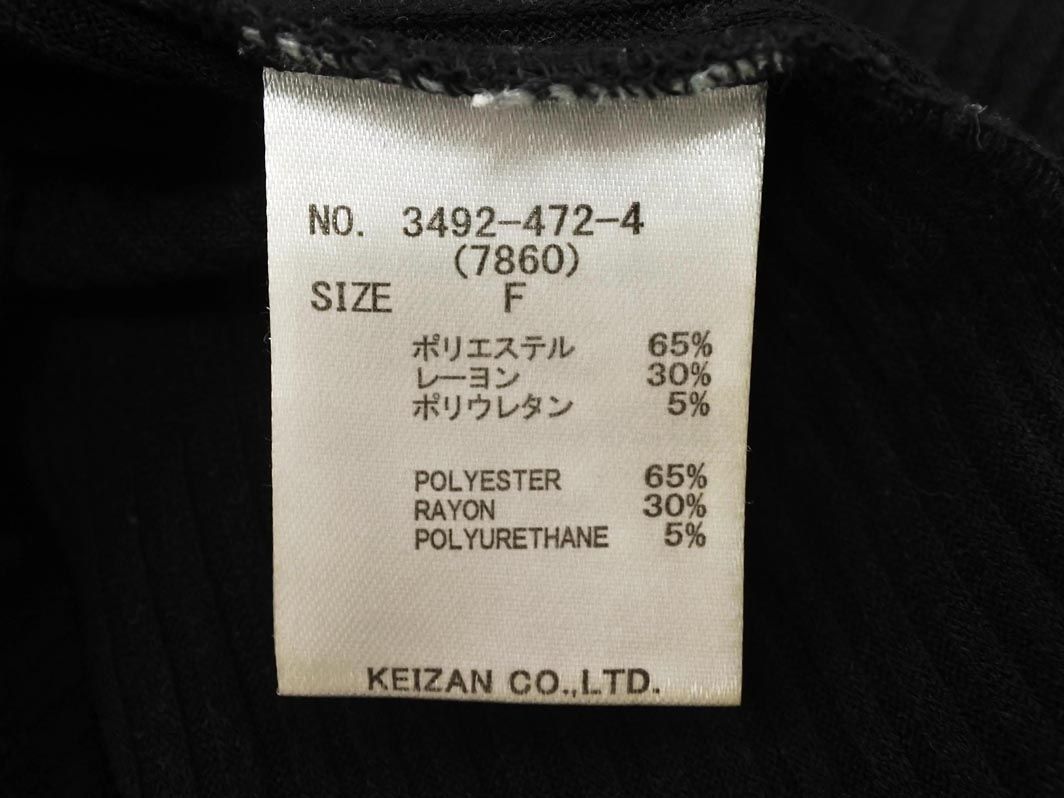 NO. 3492-472-4
(7860)
SIZE F
ポリエステル 65%
レーヨン 30%
ポリウレタン 5%
POLYESTER 65%
RAYON 30%
POLYURETHANE 5%
KEIZAN CO.,LTD.